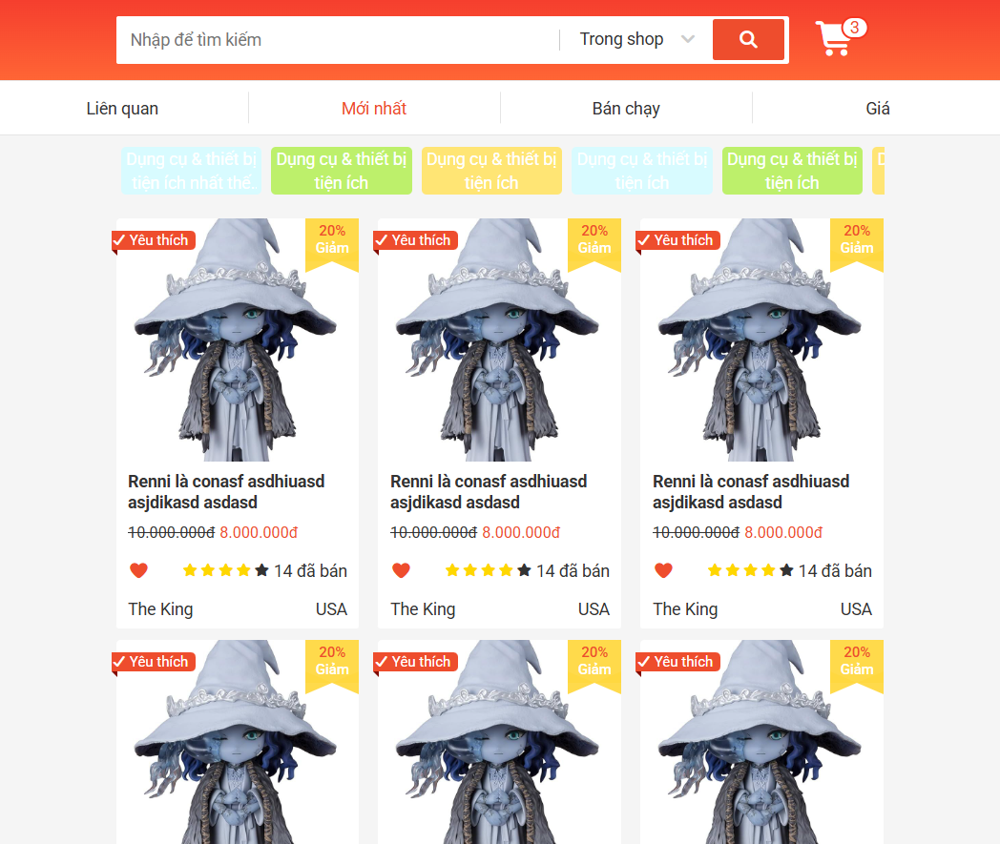 Nhập để tìm kiếm
Trong shop
3
Liên quan
Mới nhất
Bán chạy
Giá
Dụng cụ & thiết bị
tiện ích nhất thế.
Dụng cụ & thiết bị
tiện ích
Dụng cụ & thiết bị
tiện ích
Dụng cụ & thiết bị
tiện ích
Dụng cụ & thiết bị
tiện ích
Yêu thích
20%
Giảm
Yêu thích
20%
Giảm
Yêu thích
20%
Giảm
Renni là conasf asdhiuasd
asjdikasd asdasd
10.000.000đ 8.000.000đ
14 đã bán
The King
USA
Renni là conasf asdhiuasd
asjdikasd asdasd
10.000.000đ 8.000.000đ
14 đã bán
The King
USA
Renni là conasf asdhiuasd
asjdikasd asdasd
10.000.000đ 8.000.000đ
14 đã bán
The King
USA
Yêu thích
20%
Giảm
Yêu thích
20%
Giảm
Yêu thích
20%
Giảm